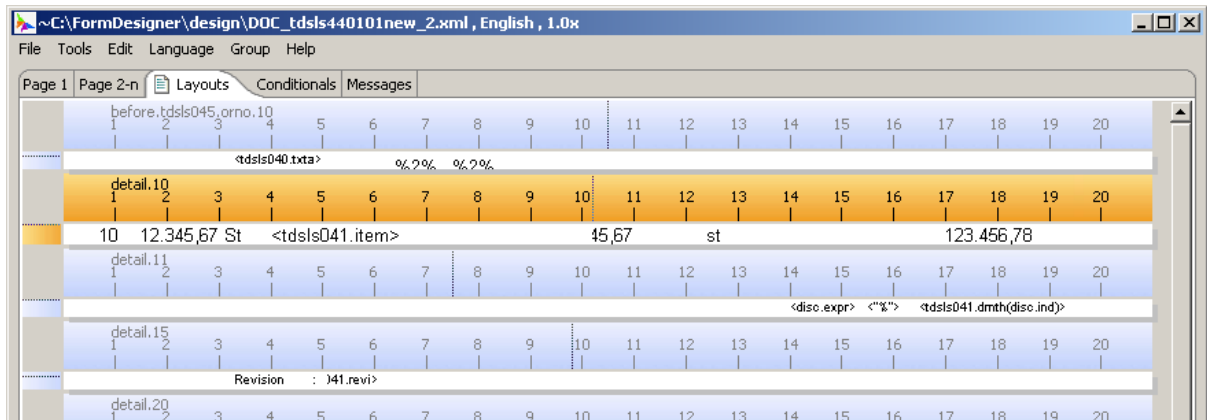 ~C:\FormDesigner\design\DOC_tdsls440101new_2.xml , English , 1.0x
File Tools Edit Language Group Help
Page 1 Page 2-n Layouts Conditionals Messages
before.tdsls045.orno.10
1 2 3 4 5 6 7 8 9 10 11 12 13 14 15 16 17 18 19 20
<tdsls040.txta> %2% %2%
detail.10
1 2 3 4 5 6 7 8 9 10 11 12 13 14 15 16 17 18 19 20
10 12.345,67 St <tdsls041.item> 45,67 st 123.456,78
detail.11
1 2 3 4 5 6 7 8 9 10 11 12 13 14 15 16 17 18 19 20
<disc.expr> <"%"> <tdsls041.dmth(disc.ind)>
detail.15
1 2 3 4 5 6 7 8 9 10 11 12 13 14 15 16 17 18 19 20
Revision : )41.revi>
detail.20
1 2 3 4 5 6 7 8 9 10 11 12 13 14 15 16 17 18 19 20